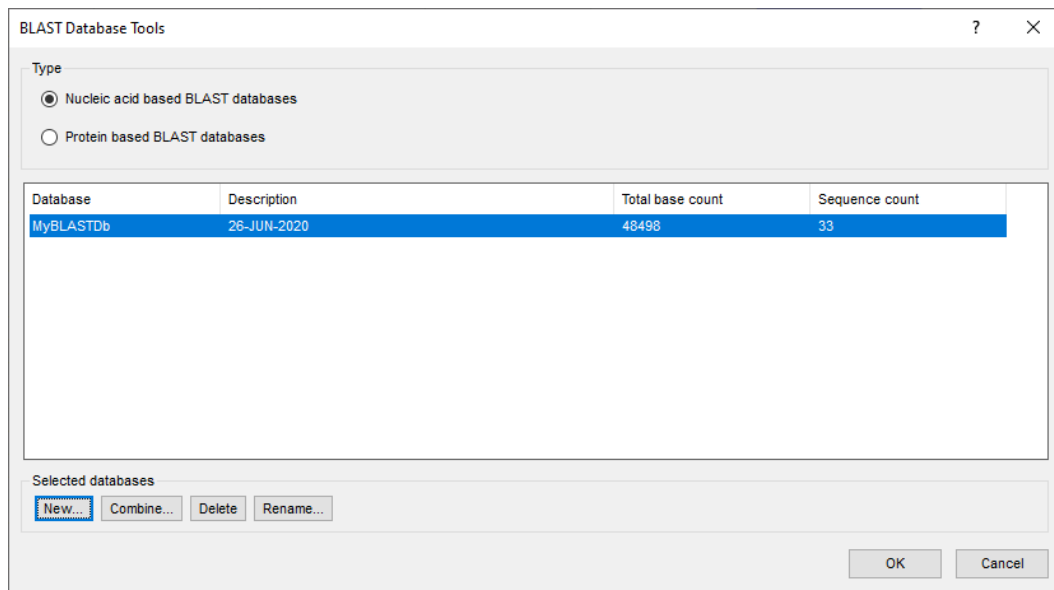 BLAST Database Tools ?
Type
Nucleic acid based BLAST databases
Protein based BLAST databases
Database Description Total base count Sequence count
MyBLASTDb 26-JUN-2020 48498 33
Selected databases
New... Combine... Delete Rename...
OK Cancel